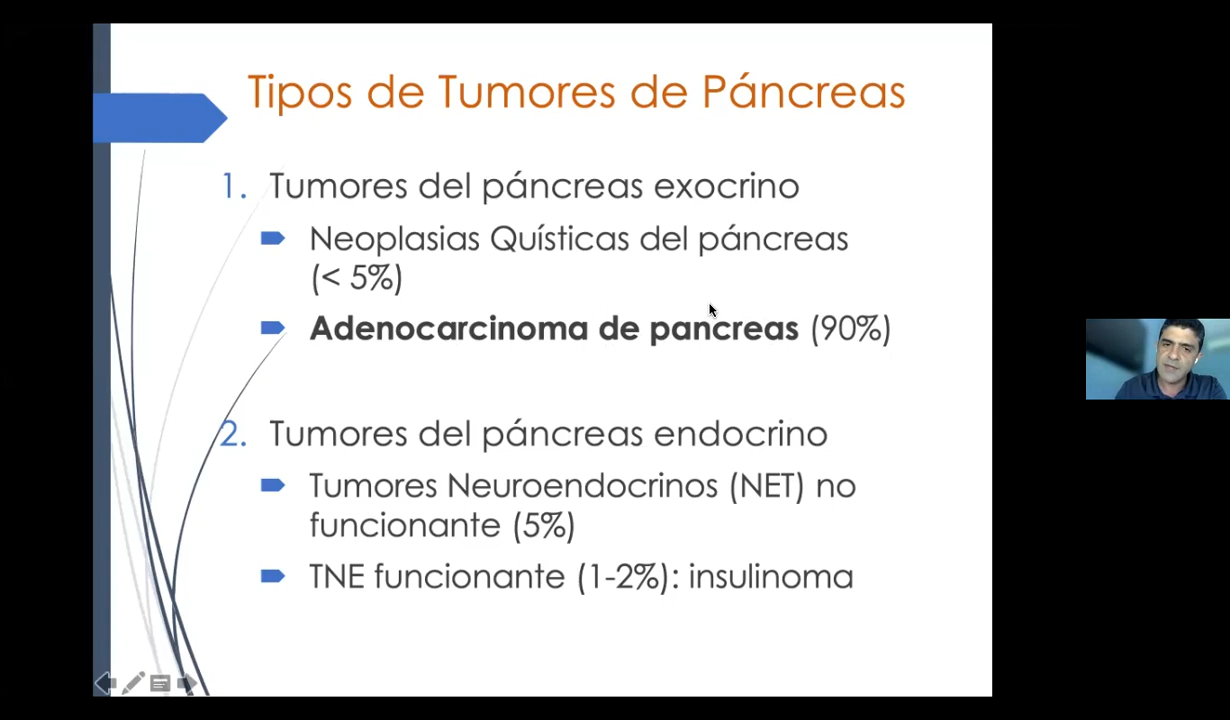 Tipos de Tumores de Páncreas
1. Tumores del páncreas exocrino
Neoplasias Quísticas del páncreas
(< 5%)
Adenocarcinoma de pancreas (90%)
2. Tumores del páncreas endocrino
Tumores Neuroendocrinos (NET) no
funcionante (5%)
TNE funcionante (1-2%): insulinoma